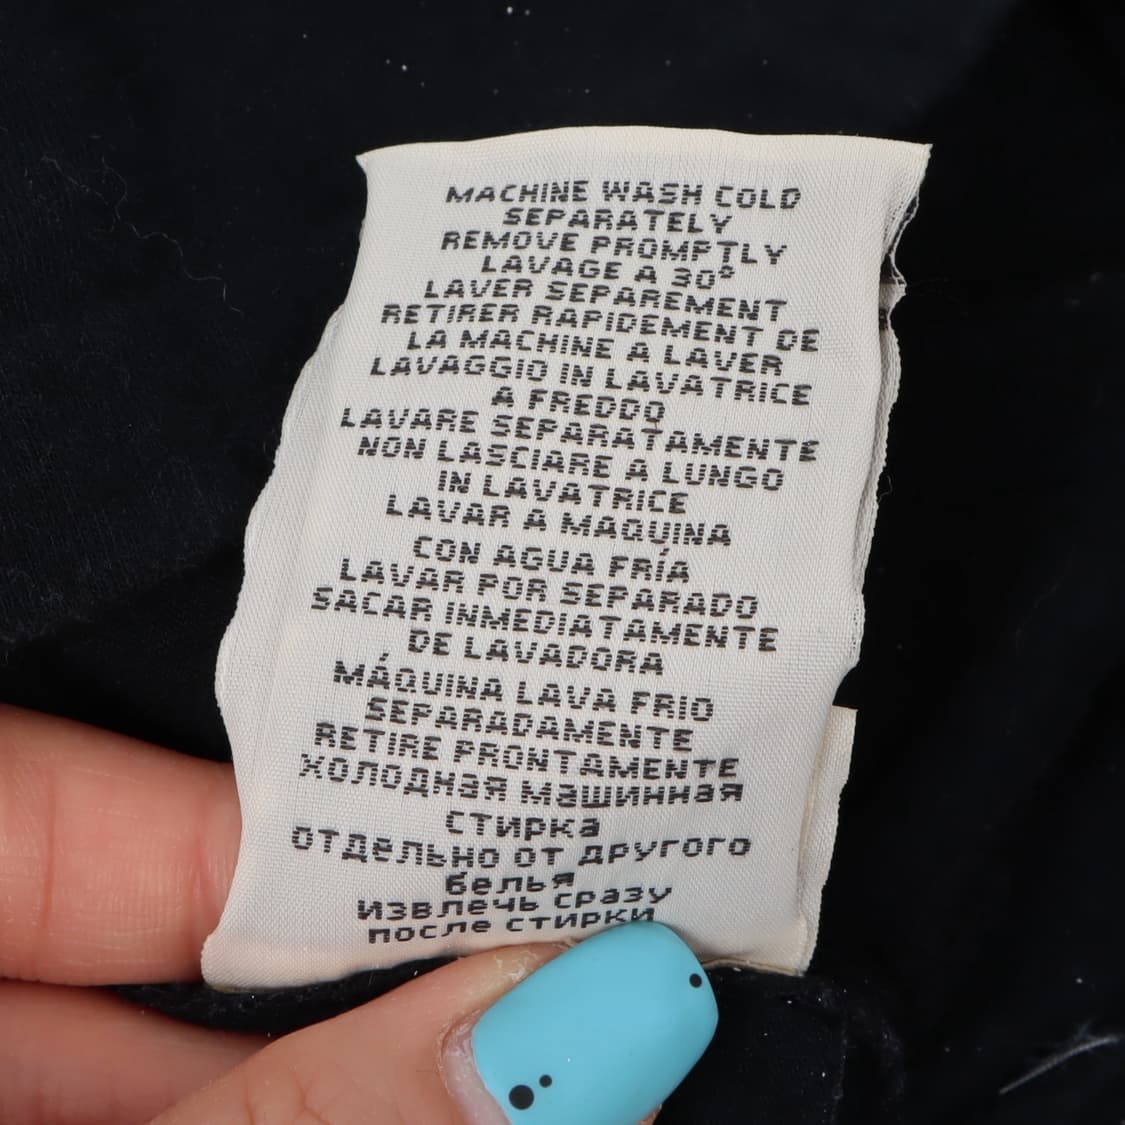 MACHINE WASH COLD
SEPARATELY
REMOVE PROMPTLY
LAVAGE A 30°
LAVER SEPAREMENT
RETIRER RAPIDEMENT DE
LA MACHINE A LAVER
LAVAGGIO IN LAVATRICE
A FREDDO
LAVARE SEPARATAMENTE
NON LASCIARE A LUNGO
IN LAVATRICE
LAVAR A MAQUINA
CON AGUA FRÍA
LAVAR POR SEPARADO
SACAR INMEDIATAMENTE
DE LAVADORA
MÁQUINA LAVA FRIO
SEPARADAMENTE
RETIRE PRONTAMENTE
ХОЛОДНАЯ МАШИННАЯ
СТИРКА
ОТДЕЛЬНО ОТ ДРУГОГО
БЕЛЬЯ
ИЗВЛЕЧЬ СРАЗУ
ПОСЛЕ СТИРКИ